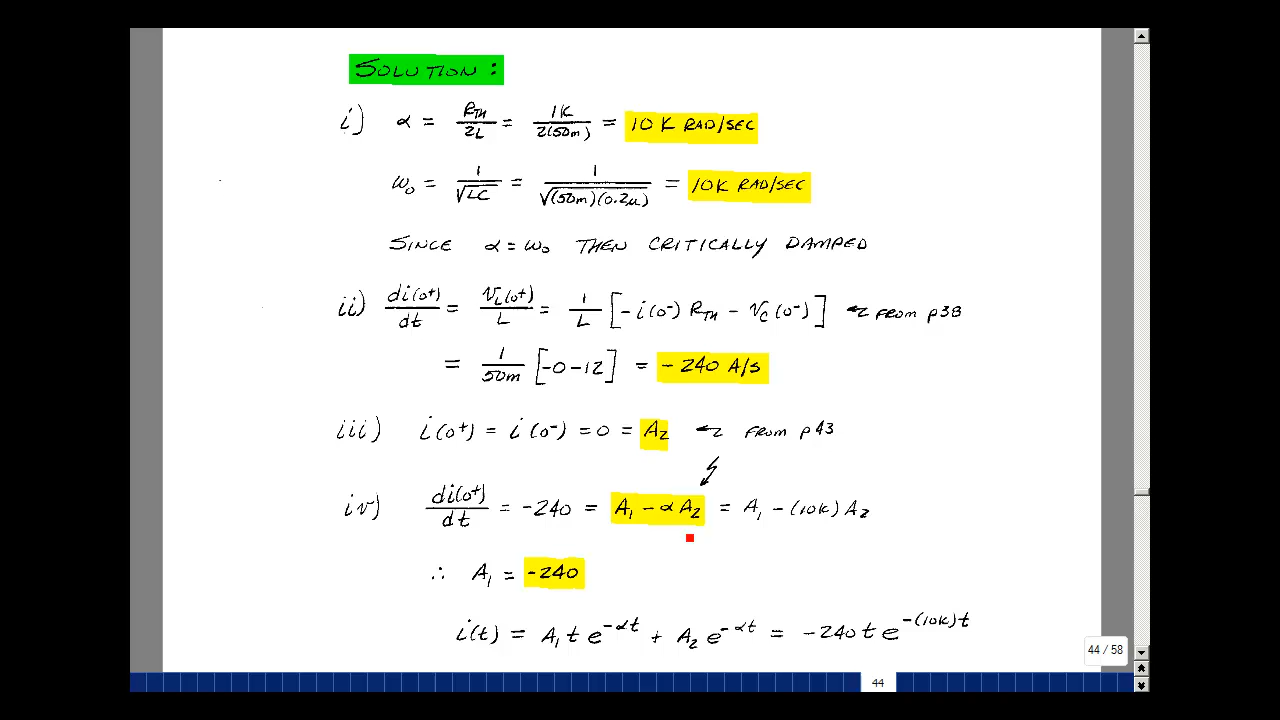 SOLUTION:
i) α = R_TH / 2L = 1K / 2(50m) = 10 K RAD/SEC
ω₀ = 1 / √LC = 1 / √(50m)(0.2μ) = 10K RAD/SEC
SINCE α = ω₀ THEN CRITICALLY DAMPED
ii) di(0⁺)/dt = V_L(0⁺)/L = 1/L [-i(0⁻) R_TH - V_C(0⁻)] ← FROM p38
= 1/50m [-0-12] = -240 A/s
iii) i(0⁺) = i(0⁻) = 0 = A₂ ← FROM p43
iv) di(0⁺)/dt = -240 = A₁ - αA₂ = A₁ - (10K) A₂
∴ A₁ = -240
i(t) = A₁ t e^{-αt} + A₂ e^{-αt} = -240 t e^{-(10K)t}
44 / 58
44